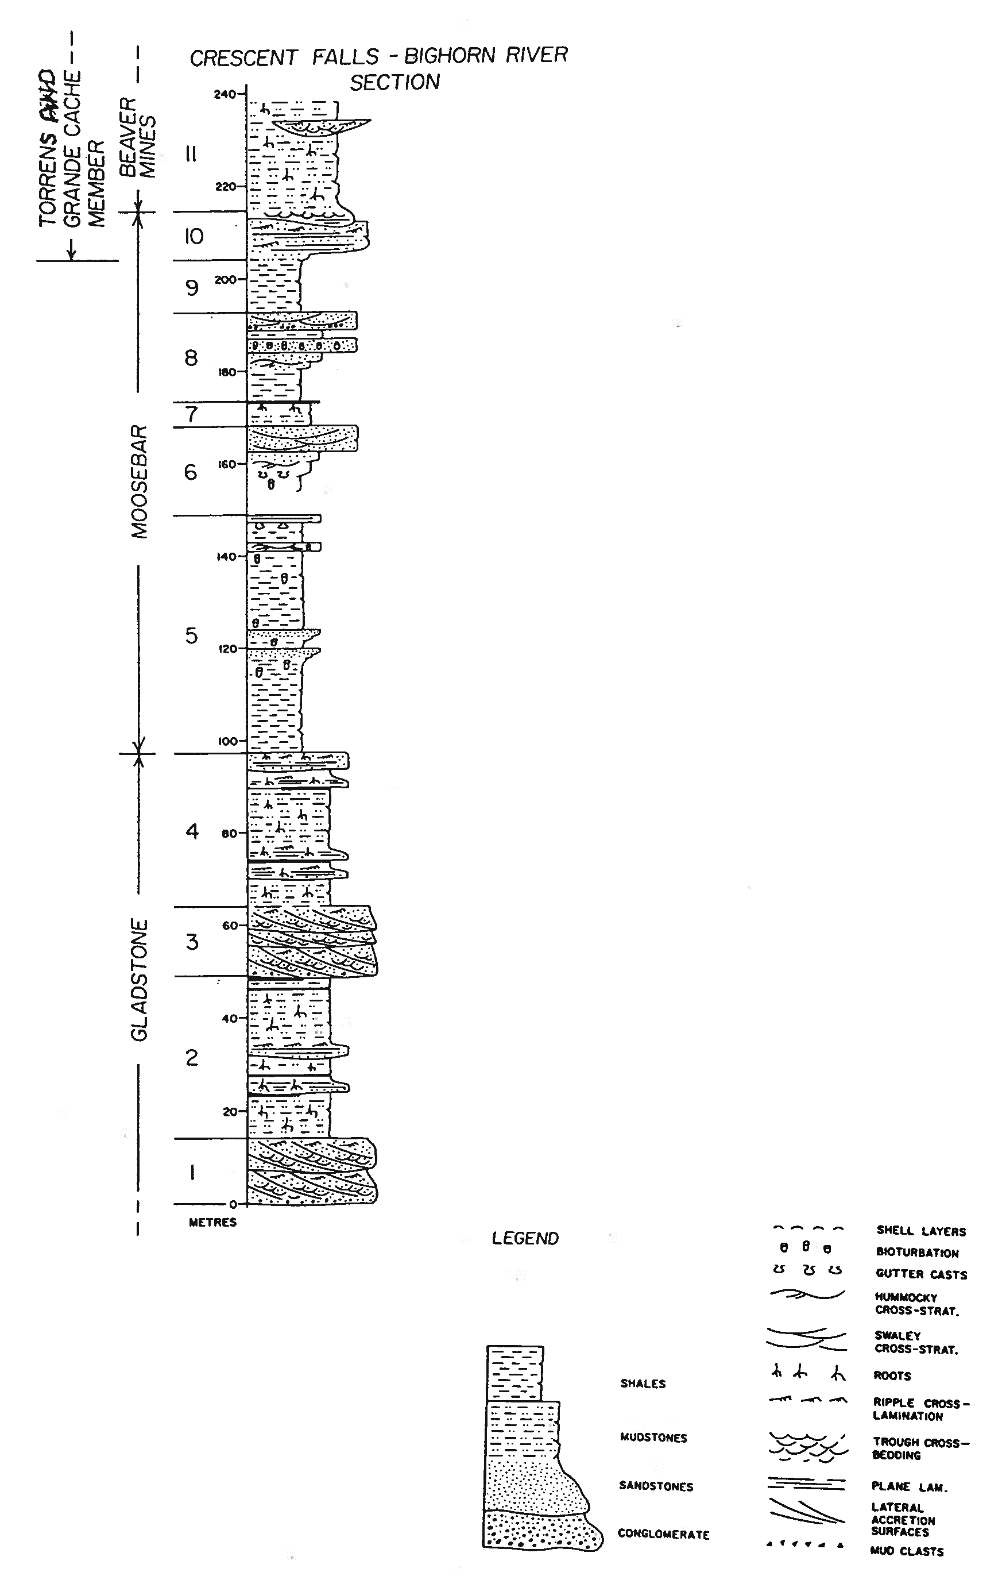 CRESCENT FALLS - BIGHORN RIVER
SECTION
TORRENS AND
GRANDE CACHE
MEMBER
BEAVER
MINES
MOOSEBAR
GLADSTONE
240
11
220
10
200
9
8
180
7
160
6
140
5
120
100
4
80
60
3
40
2
20
1
0
METRES
LEGEND
SHALES
MUDSTONES
SANDSTONES
CONGLOMERATE
SHELL LAYERS
BIOTURBATION
GUTTER CASTS
HUMMOCKY
CROSS-STRAT.
SWALEY
CROSS-STRAT.
ROOTS
RIPPLE CROSS-
LAMINATION
TROUGH CROSS-
BEDDING
PLANE LAM.
LATERAL
ACCRETION
SURFACES
MUD CLASTS